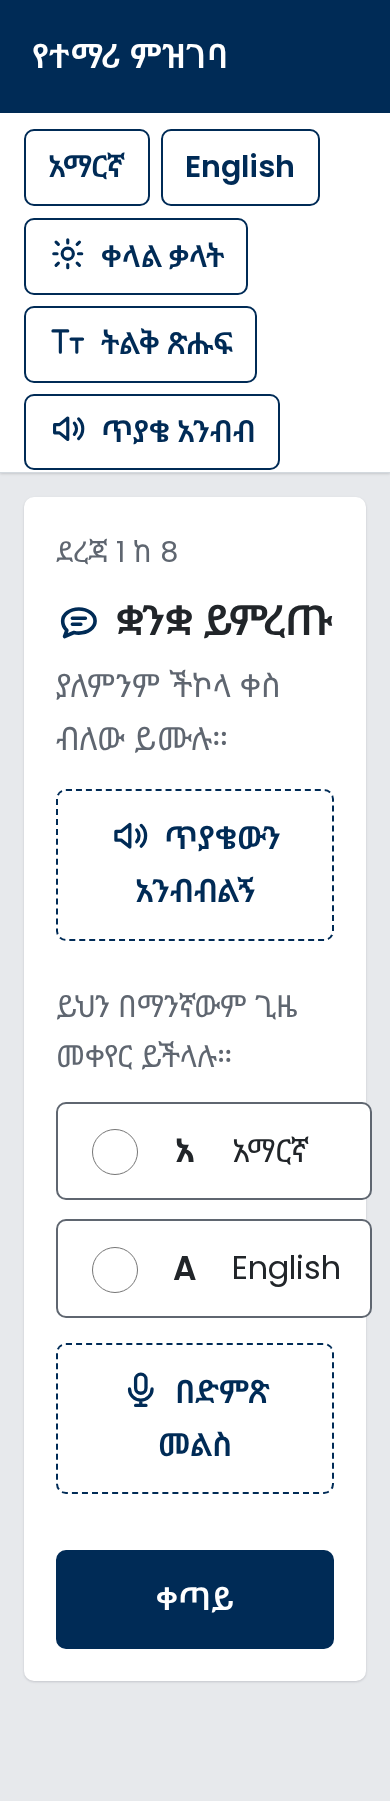 የተማሪ ምዝገባ
አማርኛ
English
ቀላል ቃላት
ትልቅ ጽሑፍ
ጥያቄ አንብብ
ደረጃ 1 ከ 8
ቋንቋ ይምረጡ
ያለምንም ችኮላ ቀስ
ብለው ይሙሉ።
ጥያቄውን
አንብብልኝ
ይህን በማንኛውም ጊዜ
መቀየር ይችላሉ።
አ አማርኛ
A English
በድምጽ
መልስ
ቀጣይ